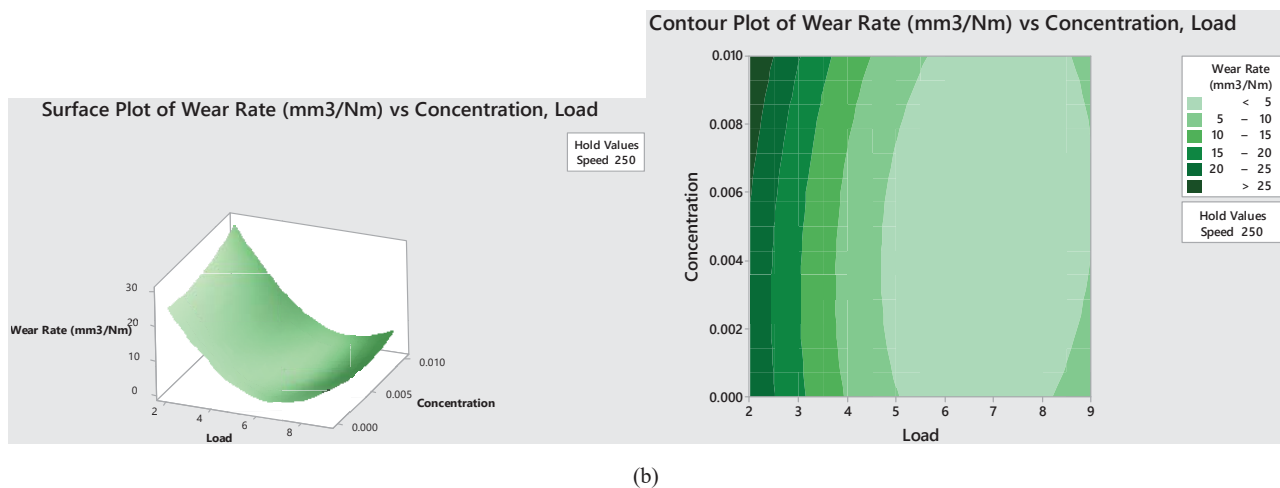 Surface Plot of Wear Rate (mm3/Nm) vs Concentration, Load
Hold Values
Speed 250
30
20
10
0
Wear Rate (mm3/Nm)
2
4
6
8
Load
0.000
0.005
0.010
Concentration
Contour Plot of Wear Rate (mm3/Nm) vs Concentration, Load
0.010
0.008
0.006
0.004
0.002
0.000
Concentration
2 3 4 5 6 7 8 9
Load
Wear Rate
(mm3/Nm)
< 5
5 – 10
10 – 15
15 – 20
20 – 25
> 25
Hold Values
Speed 250
(b)